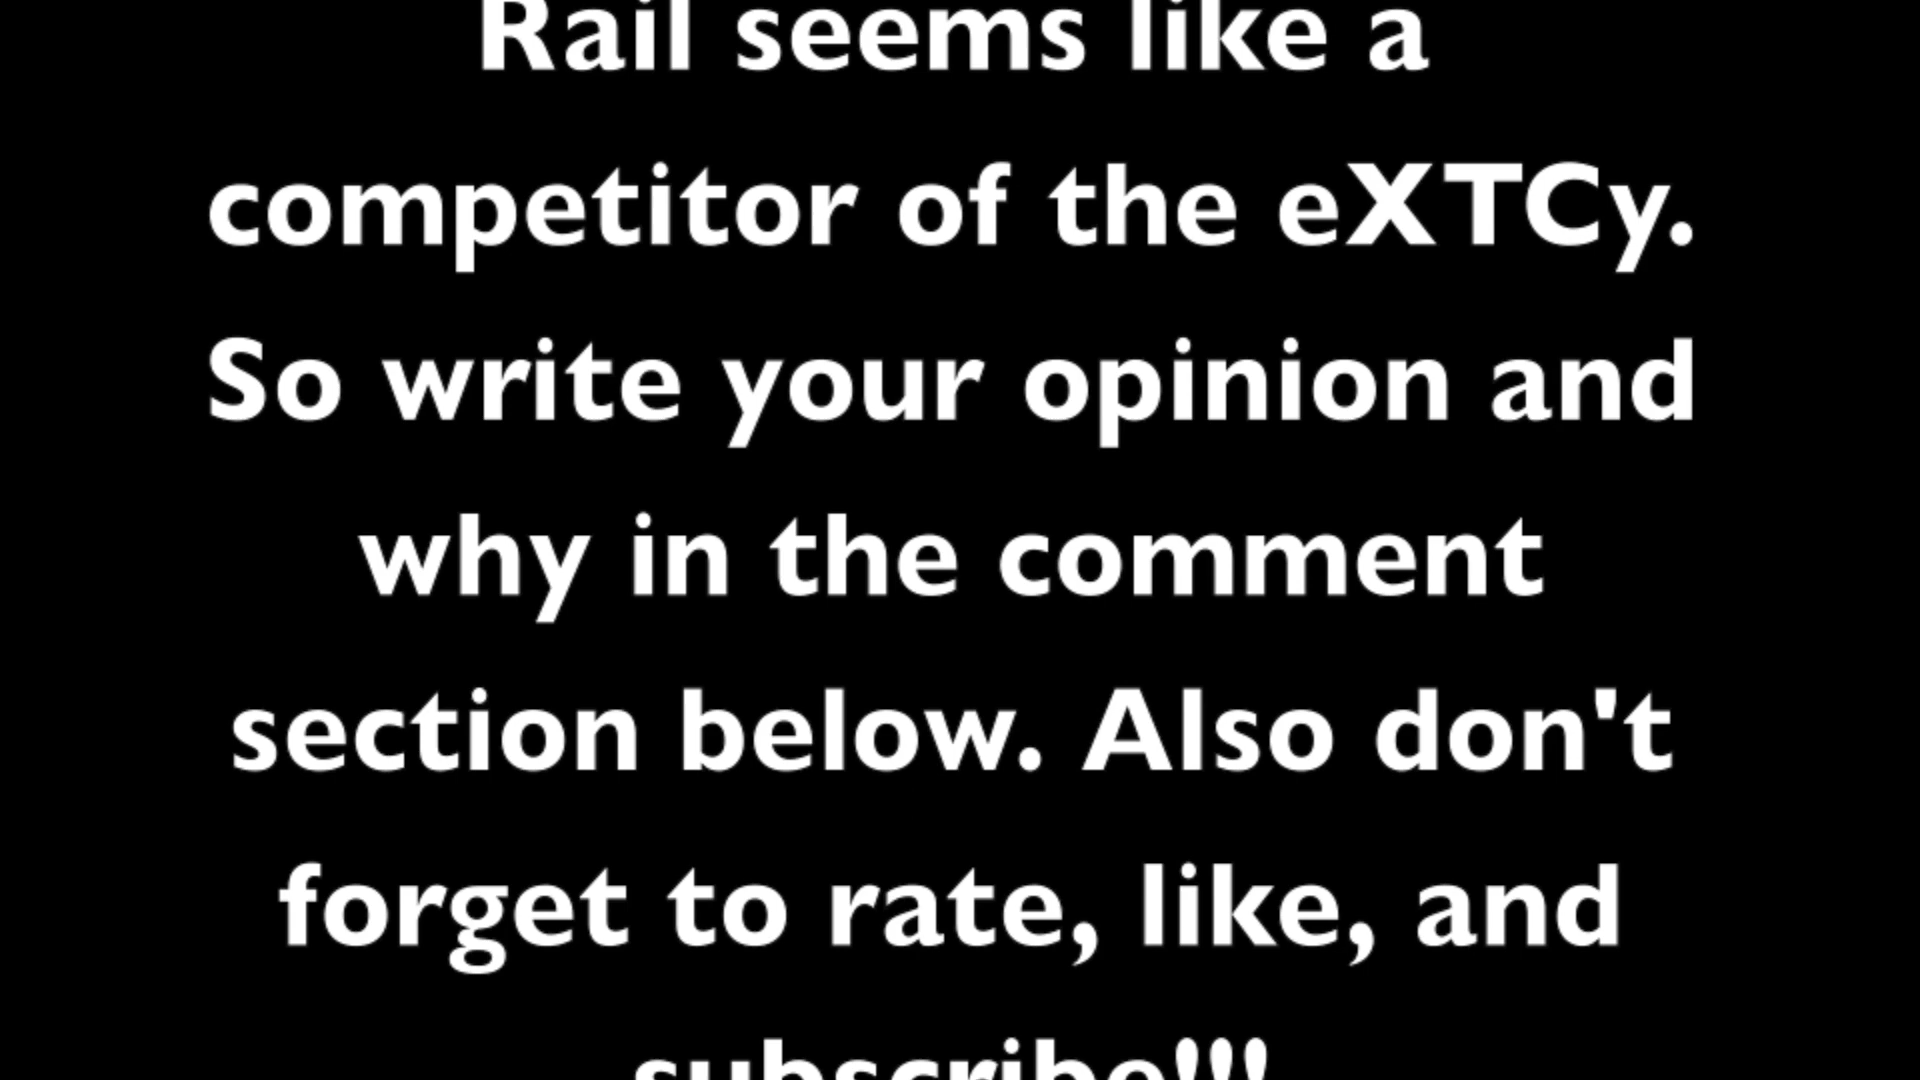 Rail seems like a
competitor of the eXTCy.
So write your opinion and
why in the comment
section below. Also don't
forget to rate, like, and
subscribe!!!